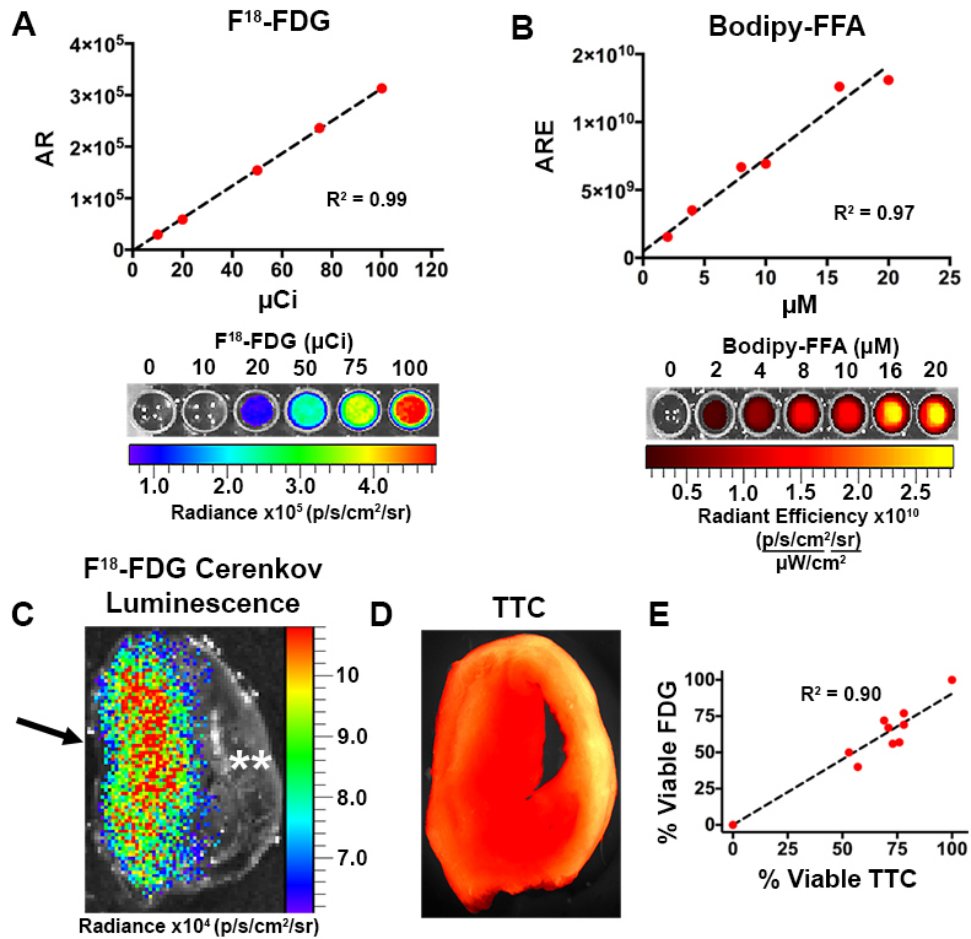 A
F¹⁸-FDG
4×10⁵
3×10⁵
2×10⁵
1×10⁵
0
AR
R² = 0.99
0 20 40 60 80 100 120
µCi
F¹⁸-FDG (µCi)
0 10 20 50 75 100
1.0 2.0 3.0 4.0
Radiance x10⁵ (p/s/cm²/sr)
B
Bodipy-FFA
2×10¹⁰
1×10¹⁰
5×10⁹
0
ARE
R² = 0.97
0 5 10 15 20 25
µM
Bodipy-FFA (µM)
0 2 4 8 10 16 20
0.5 1.0 1.5 2.0 2.5
Radiant Efficiency x10¹⁰
(p/s/cm²/sr)
µW/cm²
C
F¹⁸-FDG Cerenkov
Luminescence
**
10
9.0
8.0
7.0
Radiance x10⁴ (p/s/cm²/sr)
D
TTC
E
100
75
50
25
0
% Viable FDG
R² = 0.90
0 25 50 75 100
% Viable TTC